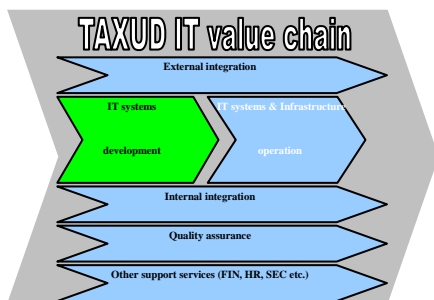 TAXUD IT value chain
External integration
IT systems
development
IT systems & Infrastructure
operation
Internal integration
Quality assurance
Other support services (FIN, HR, SEC etc.)